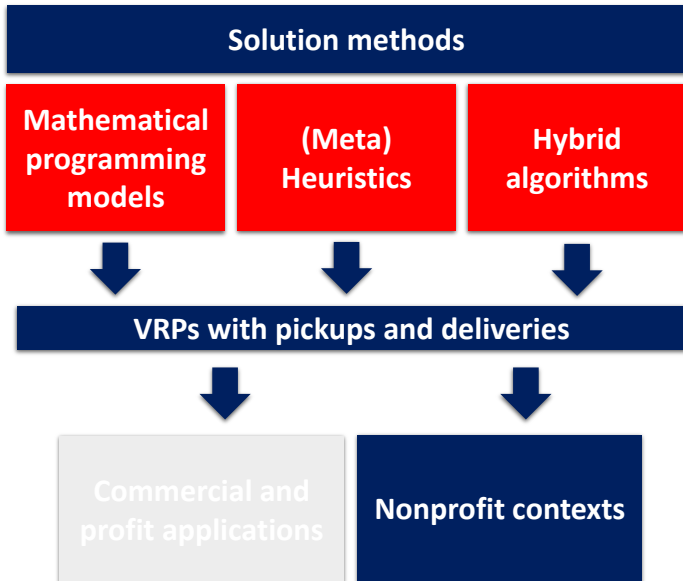 Solution methods
Mathematical
programming
models
(Meta)
Heuristics
Hybrid
algorithms
VRPs with pickups and deliveries
Commercial and
profit applications
Nonprofit contexts